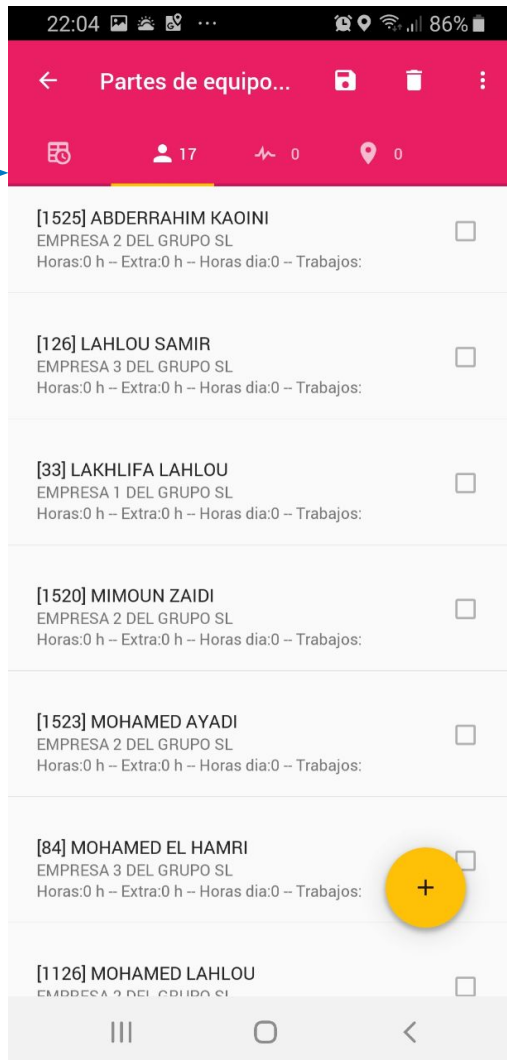 22:04 ... 86%
Partes de equipo...
17 0 0
[1525] ABDERRAHIM KAOINI
EMPRESA 2 DEL GRUPO SL
Horas:0 h -- Extra:0 h -- Horas dia:0 -- Trabajos:
[126] LAHLOU SAMIR
EMPRESA 3 DEL GRUPO SL
Horas:0 h -- Extra:0 h -- Horas dia:0 -- Trabajos:
[33] LAKHLIFA LAHLOU
EMPRESA 1 DEL GRUPO SL
Horas:0 h -- Extra:0 h -- Horas dia:0 -- Trabajos:
[1520] MIMOUN ZAIDI
EMPRESA 2 DEL GRUPO SL
Horas:0 h -- Extra:0 h -- Horas dia:0 -- Trabajos:
[1523] MOHAMED AYADI
EMPRESA 2 DEL GRUPO SL
Horas:0 h -- Extra:0 h -- Horas dia:0 -- Trabajos:
[84] MOHAMED EL HAMRI
EMPRESA 3 DEL GRUPO SL
Horas:0 h -- Extra:0 h -- Horas dia:0 -- Trabajos:
[1126] MOHAMED LAHLOU
EMPRESA 2 DEL GRUPO SL